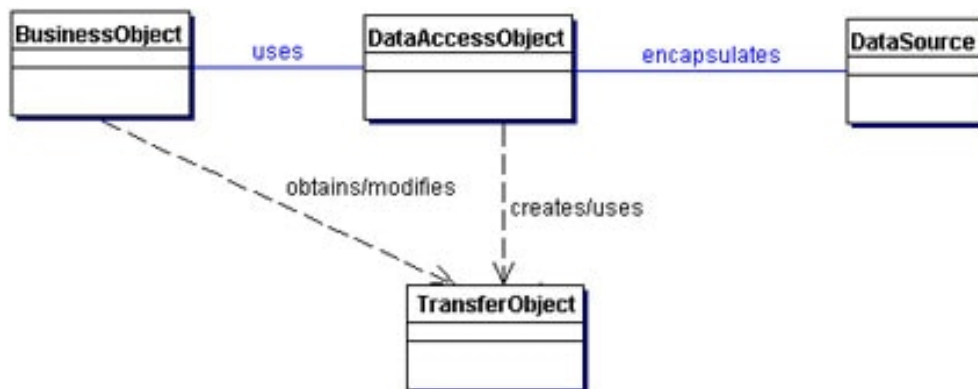 BusinessObject
uses
DataAccessObject
encapsulates
DataSource
obtains/modifies
creates/uses
TransferObject